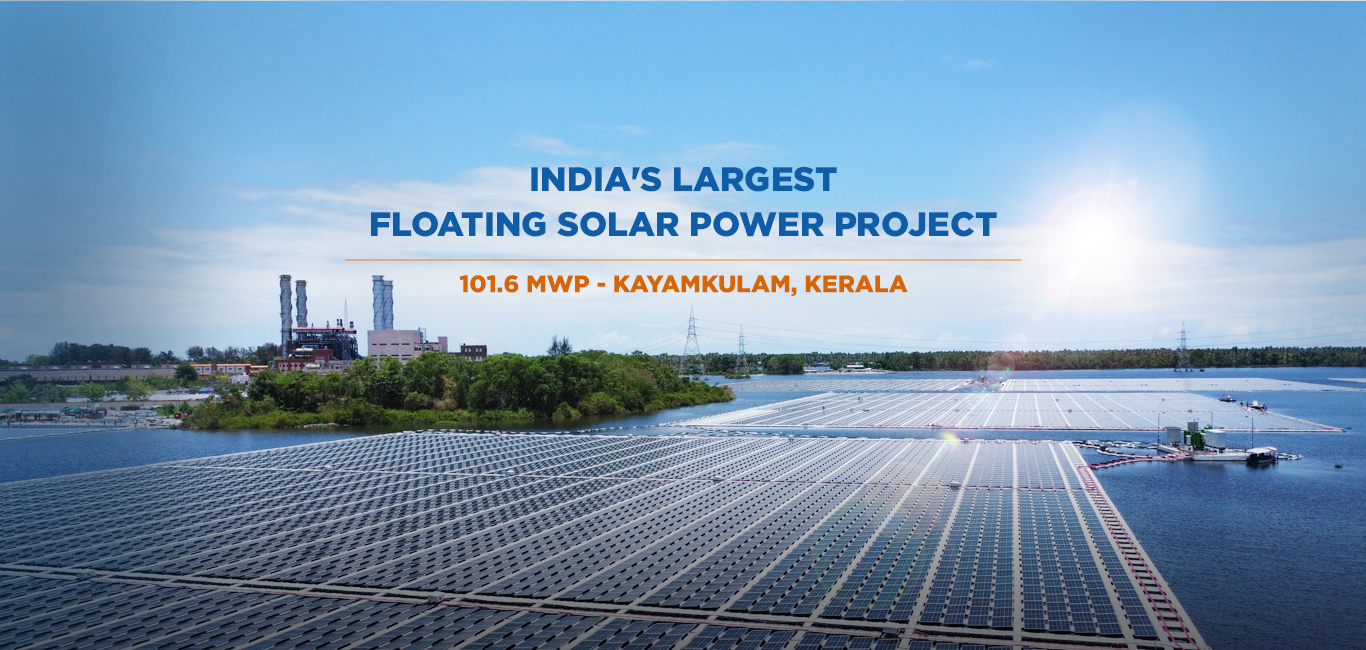 INDIA'S LARGEST
FLOATING SOLAR POWER PROJECT
101.6 MWP - KAYAMKULAM, KERALA